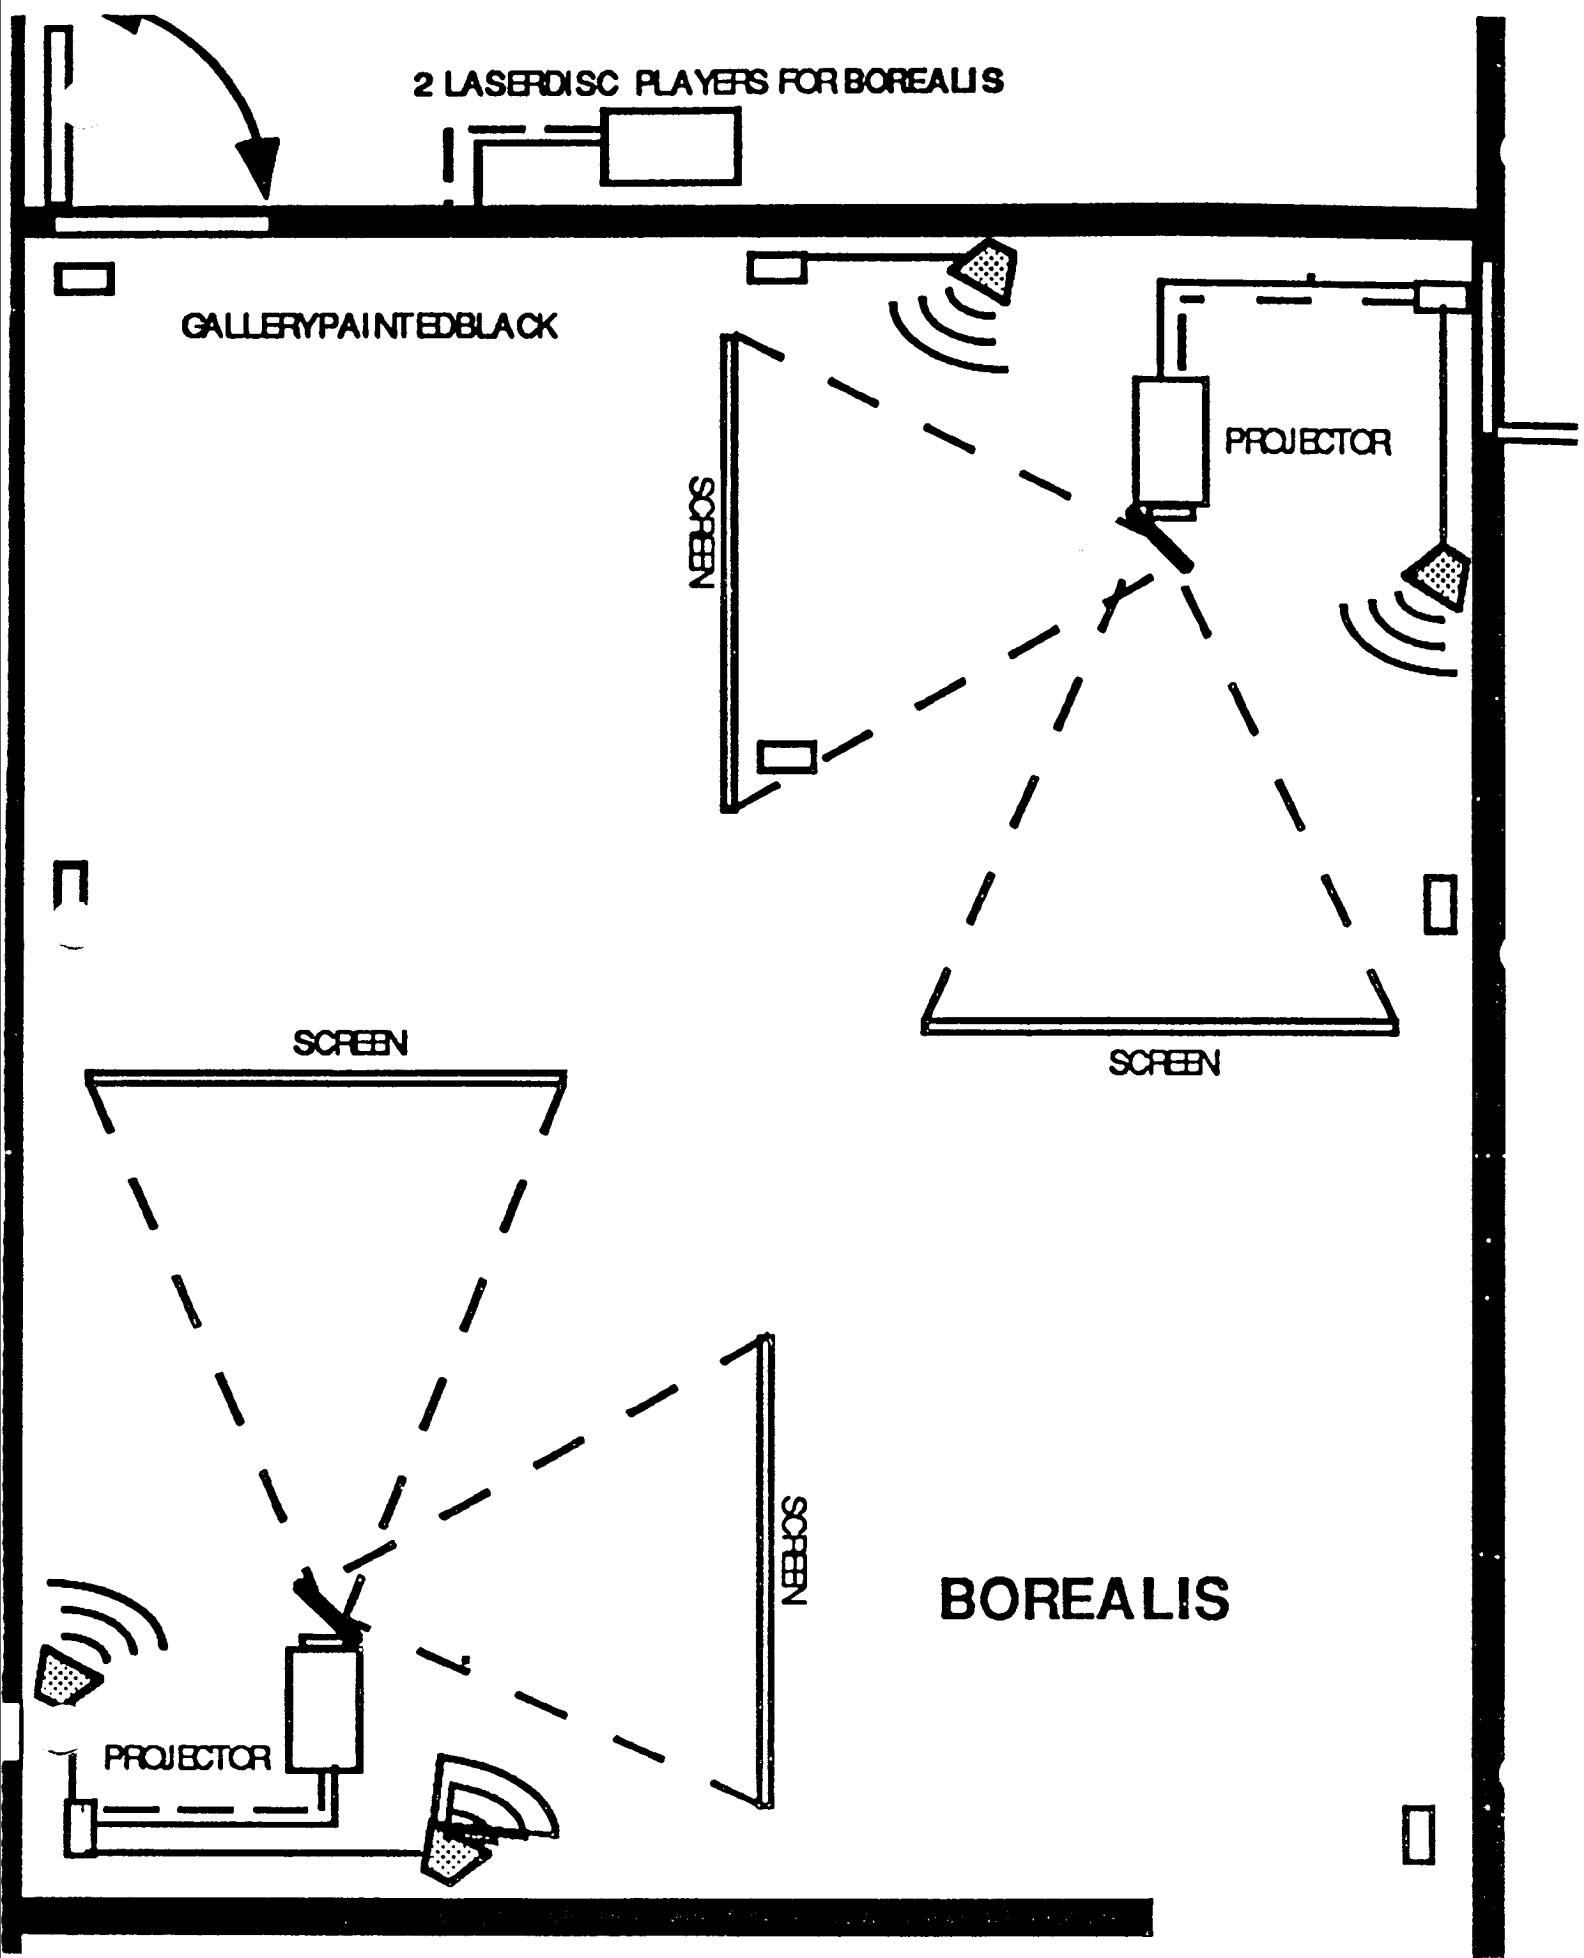 2 LASERDISC PLAYERS FOR BOREALIS
GALLERY PAINTED BLACK
PROJECTOR
SCREEN
SCREEN
SCREEN
SCREEN
BOREALIS
PROJECTOR